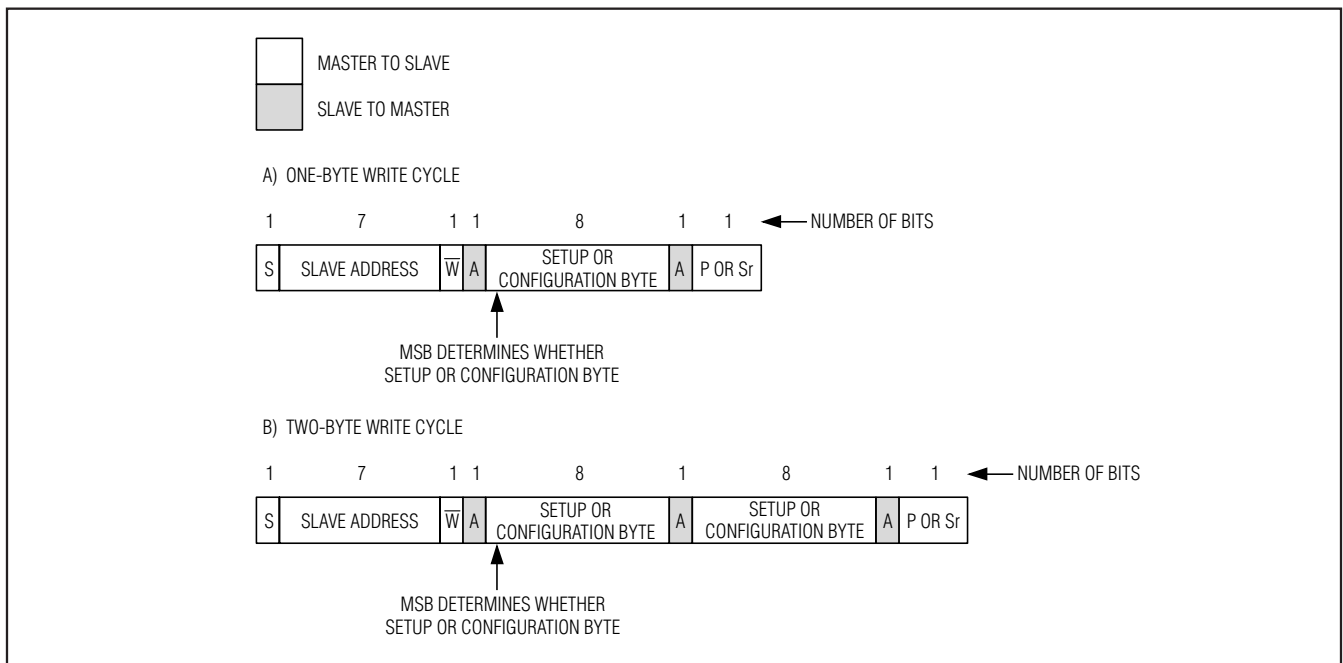 MASTER TO SLAVE
SLAVE TO MASTER
A) ONE-BYTE WRITE CYCLE
1 7 1 1 8 1 1 NUMBER OF BITS
S SLAVE ADDRESS W̅ A SETUP OR CONFIGURATION BYTE A P OR Sr
MSB DETERMINES WHETHER
SETUP OR CONFIGURATION BYTE
B) TWO-BYTE WRITE CYCLE
1 7 1 1 8 1 8 1 1 NUMBER OF BITS
S SLAVE ADDRESS W̅ A SETUP OR CONFIGURATION BYTE A SETUP OR CONFIGURATION BYTE A P OR Sr
MSB DETERMINES WHETHER
SETUP OR CONFIGURATION BYTE